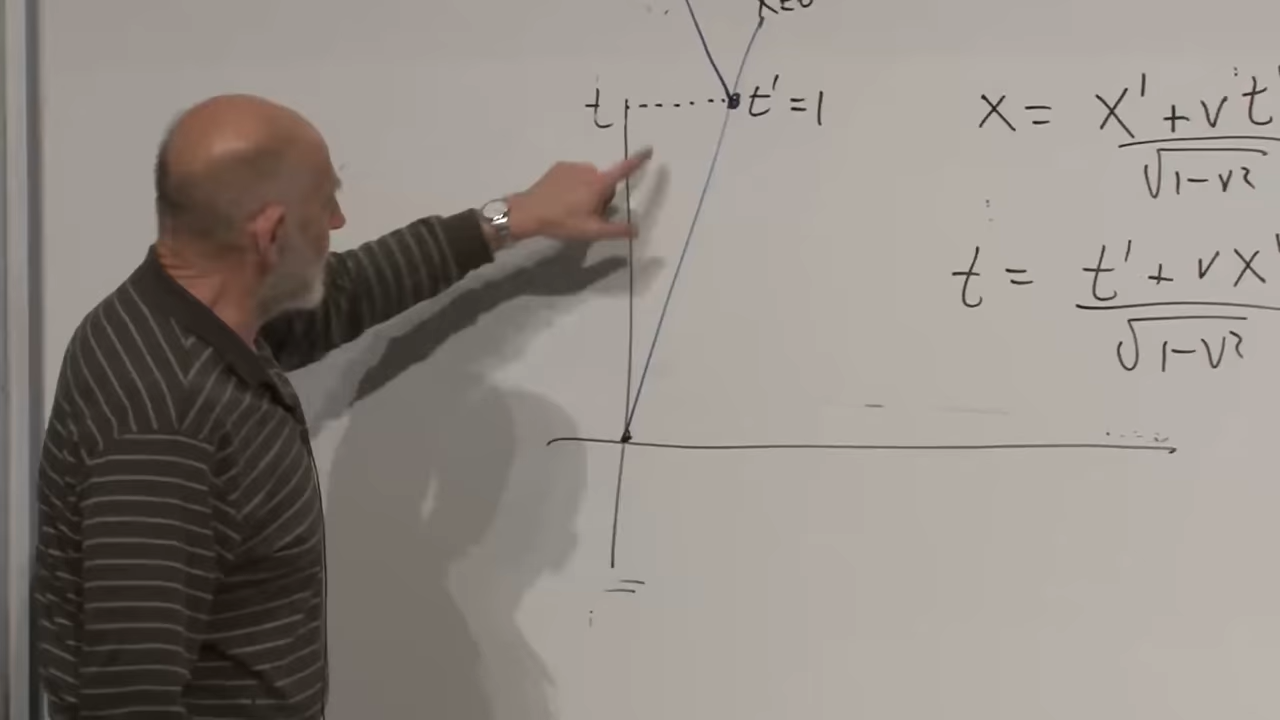 t
t' = 1
x = x' + vt'
√1-v²
t = t' + vx'
√1-v²